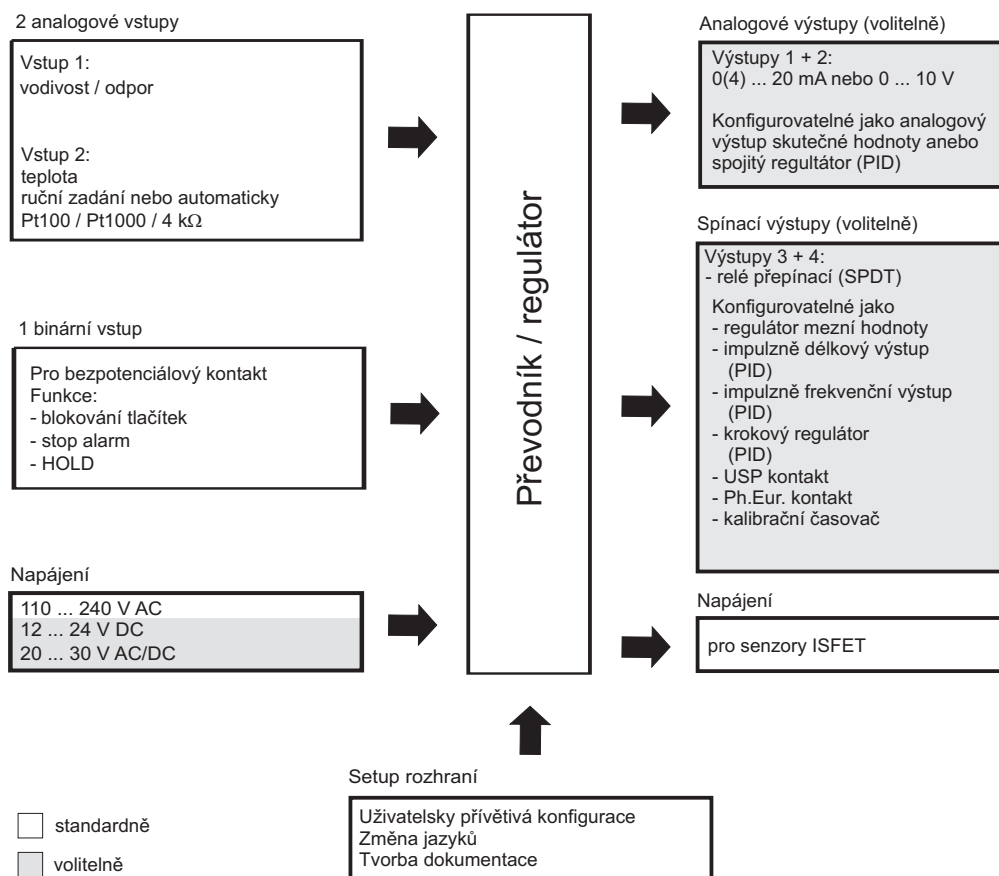 2 analogové vstupy
Vstup 1:
vodivost / odpor
Vstup 2:
teplota
ruční zadání nebo automaticky
Pt100 / Pt1000 / 4 kΩ
1 binární vstup
Pro bezpotenciálový kontakt
Funkce:
- blokování tlačítek
- stop alarm
- HOLD
Napájení
110 ... 240 V AC
12 ... 24 V DC
20 ... 30 V AC/DC
Převodník / regulátor
Analogové výstupy (volitelně)
Výstupy 1 + 2:
0(4) ... 20 mA nebo 0 ... 10 V
Konfigurovatelné jako analogový
výstup skutečné hodnoty anebo
spojitý regultátor (PID)
Spínací výstupy (volitelně)
Výstupy 3 + 4:
- relé přepínací (SPDT)
Konfigurovatelné jako
- regulátor mezní hodnoty
- impulzně délkový výstup
(PID)
- impulzně frekvenční výstup
(PID)
- krokový regulátor
(PID)
- USP kontakt
- Ph.Eur. kontakt
- kalibrační časovač
Napájení
pro senzory ISFET
Setup rozhraní
Uživatelsky přívětivá konfigurace
Změna jazyků
Tvorba dokumentace
standardně
volitelně